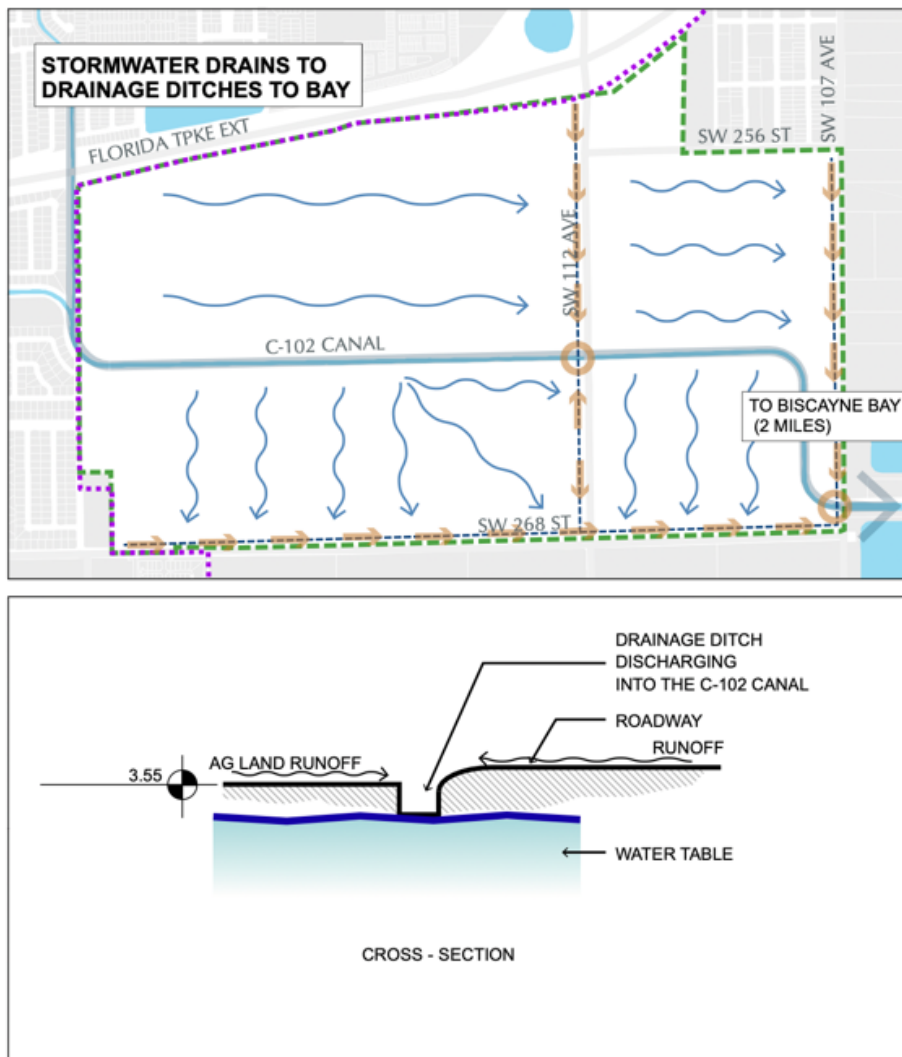 STORMWATER DRAINS TO
DRAINAGE DITCHES TO BAY
FLORIDA TPKE EXT
SW 107 AVE
SW 256 ST
SW 112 AVE
C-102 CANAL
TO BISCAYNE BAY
(2 MILES)
SW 268 ST
DRAINAGE DITCH
DISCHARGING
INTO THE C-102 CANAL
ROADWAY
RUNOFF
AG LAND RUNOFF
3.55
WATER TABLE
CROSS - SECTION